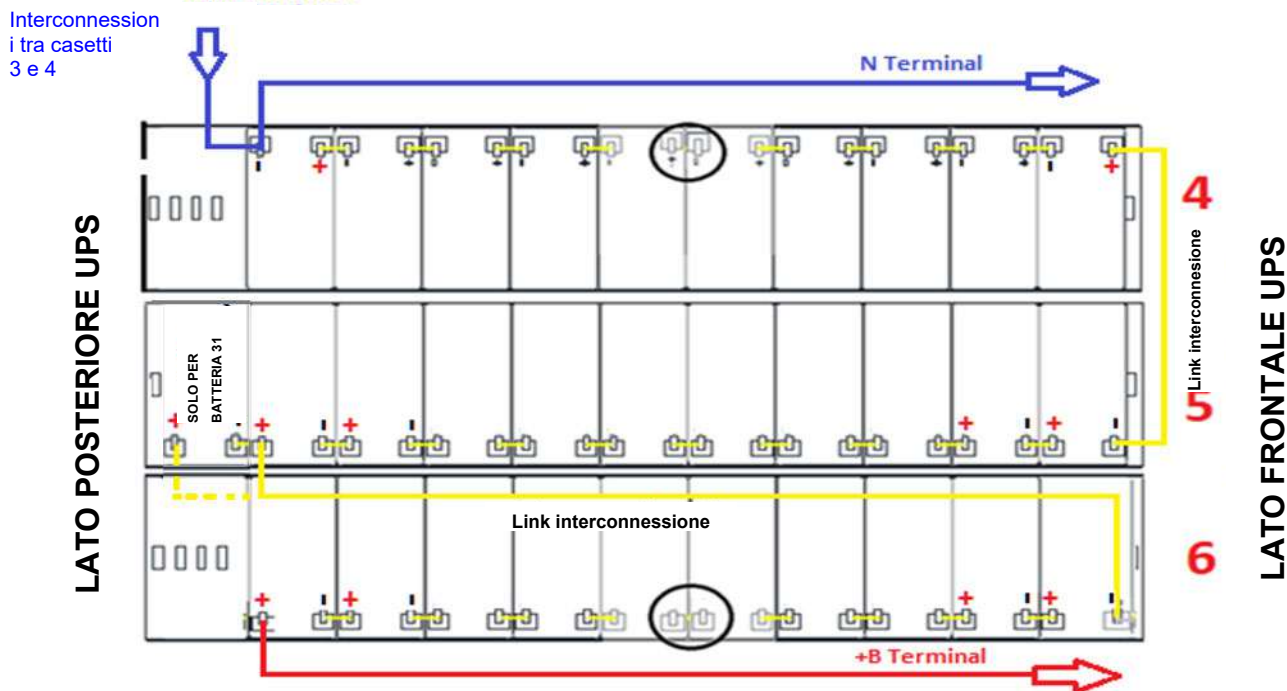 Interconnession
i tra casetti
3 e 4
N Terminal
- + - + + - + + + - + - + - +
4
LATO POSTERIORE UPS
Link interconnesione
LATO FRONTALE UPS
SOLO PER
BATTERIA 31
5
+ - + - + - + - + -
Link interconnessione
6
+ - + - + - + -
+B Terminal